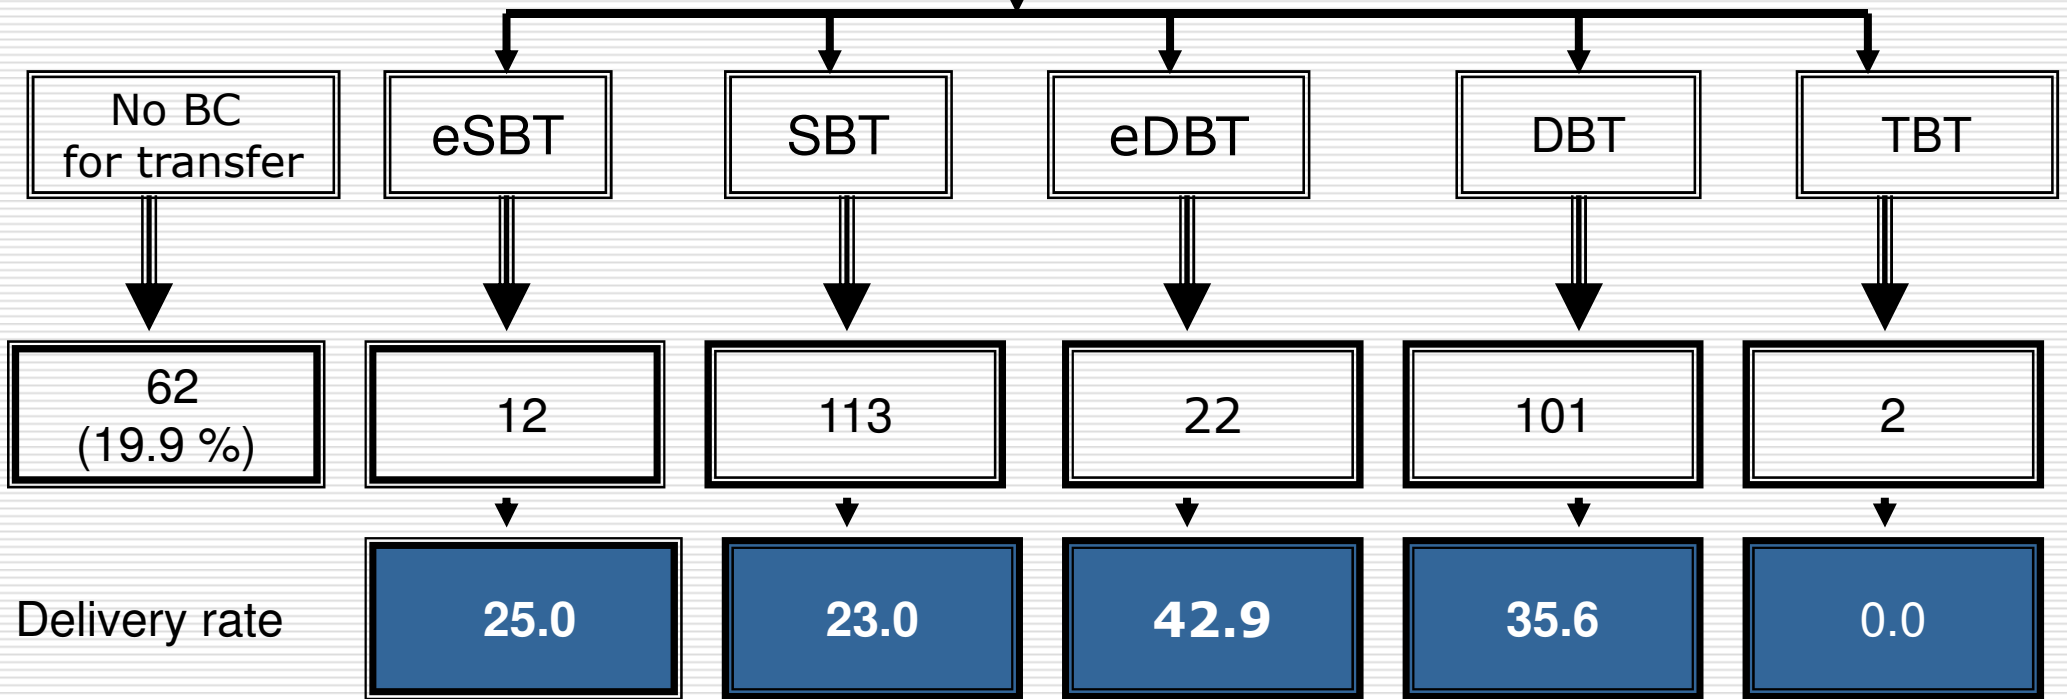 No BC
for transfer
eSBT
SBT
eDBT
DBT
TBT
62
(19.9 %)
12
113
22
101
2
Delivery rate
25.0
23.0
42.9
35.6
0.0